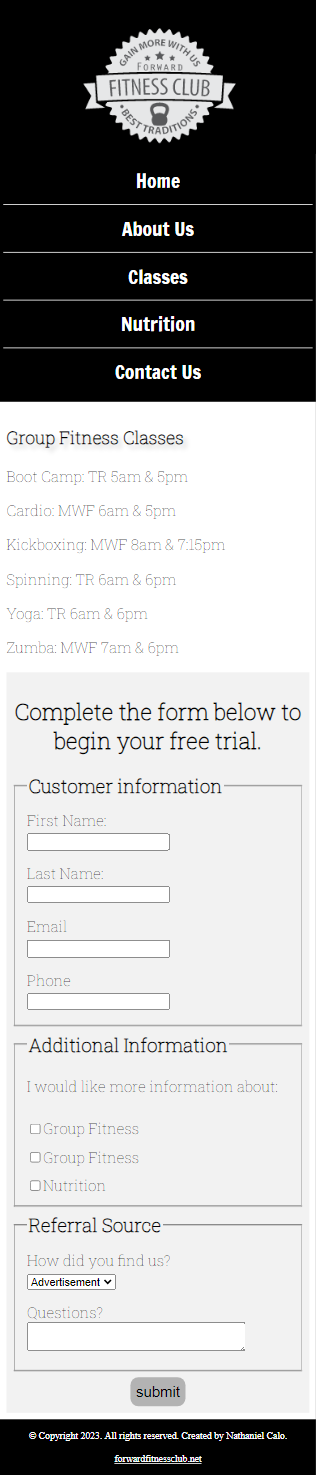 GAIN MORE WITH US
FORWARD
FITNESS CLUB
• BEST TRADITIONS •
Home
About Us
Classes
Nutrition
Contact Us
Group Fitness Classes
Boot Camp: TR 5am & 5pm
Cardio: MWF 6am & 5pm
Kickboxing: MWF 8am & 7:15pm
Spinning: TR 6am & 6pm
Yoga: TR 6am & 6pm
Zumba: MWF 7am & 6pm
Complete the form below to
begin your free trial.
Customer information
First Name:
Last Name:
Email
Phone
Additional Information
I would like more information about:
Group Fitness
Group Fitness
Nutrition
Referral Source
How did you find us?
Advertisement
Questions?
submit
© Copyright 2023. All rights reserved. Created by Nathaniel Calo.
forwardfitnessclub.net